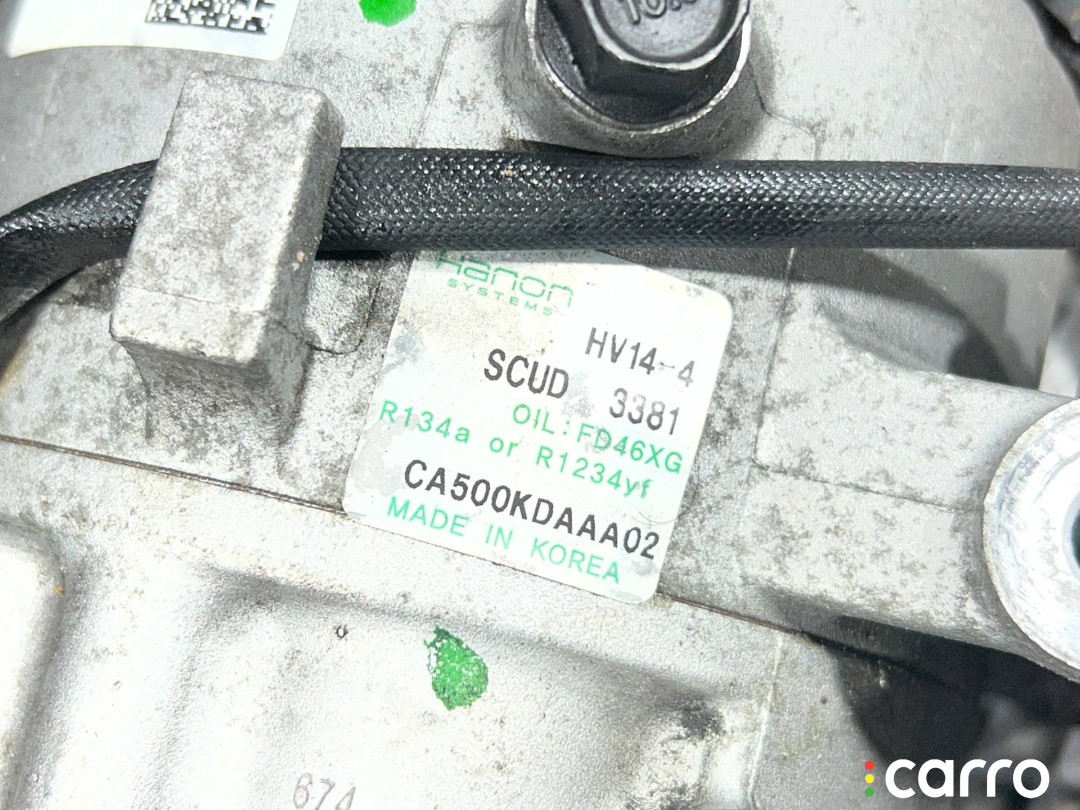 Hanon
SYSTEMS
HV14-4
SCUD 3381
OIL:FD46XG
R134a or R1234yf
CA500KDAAA02
MADE IN KOREA
674
carro